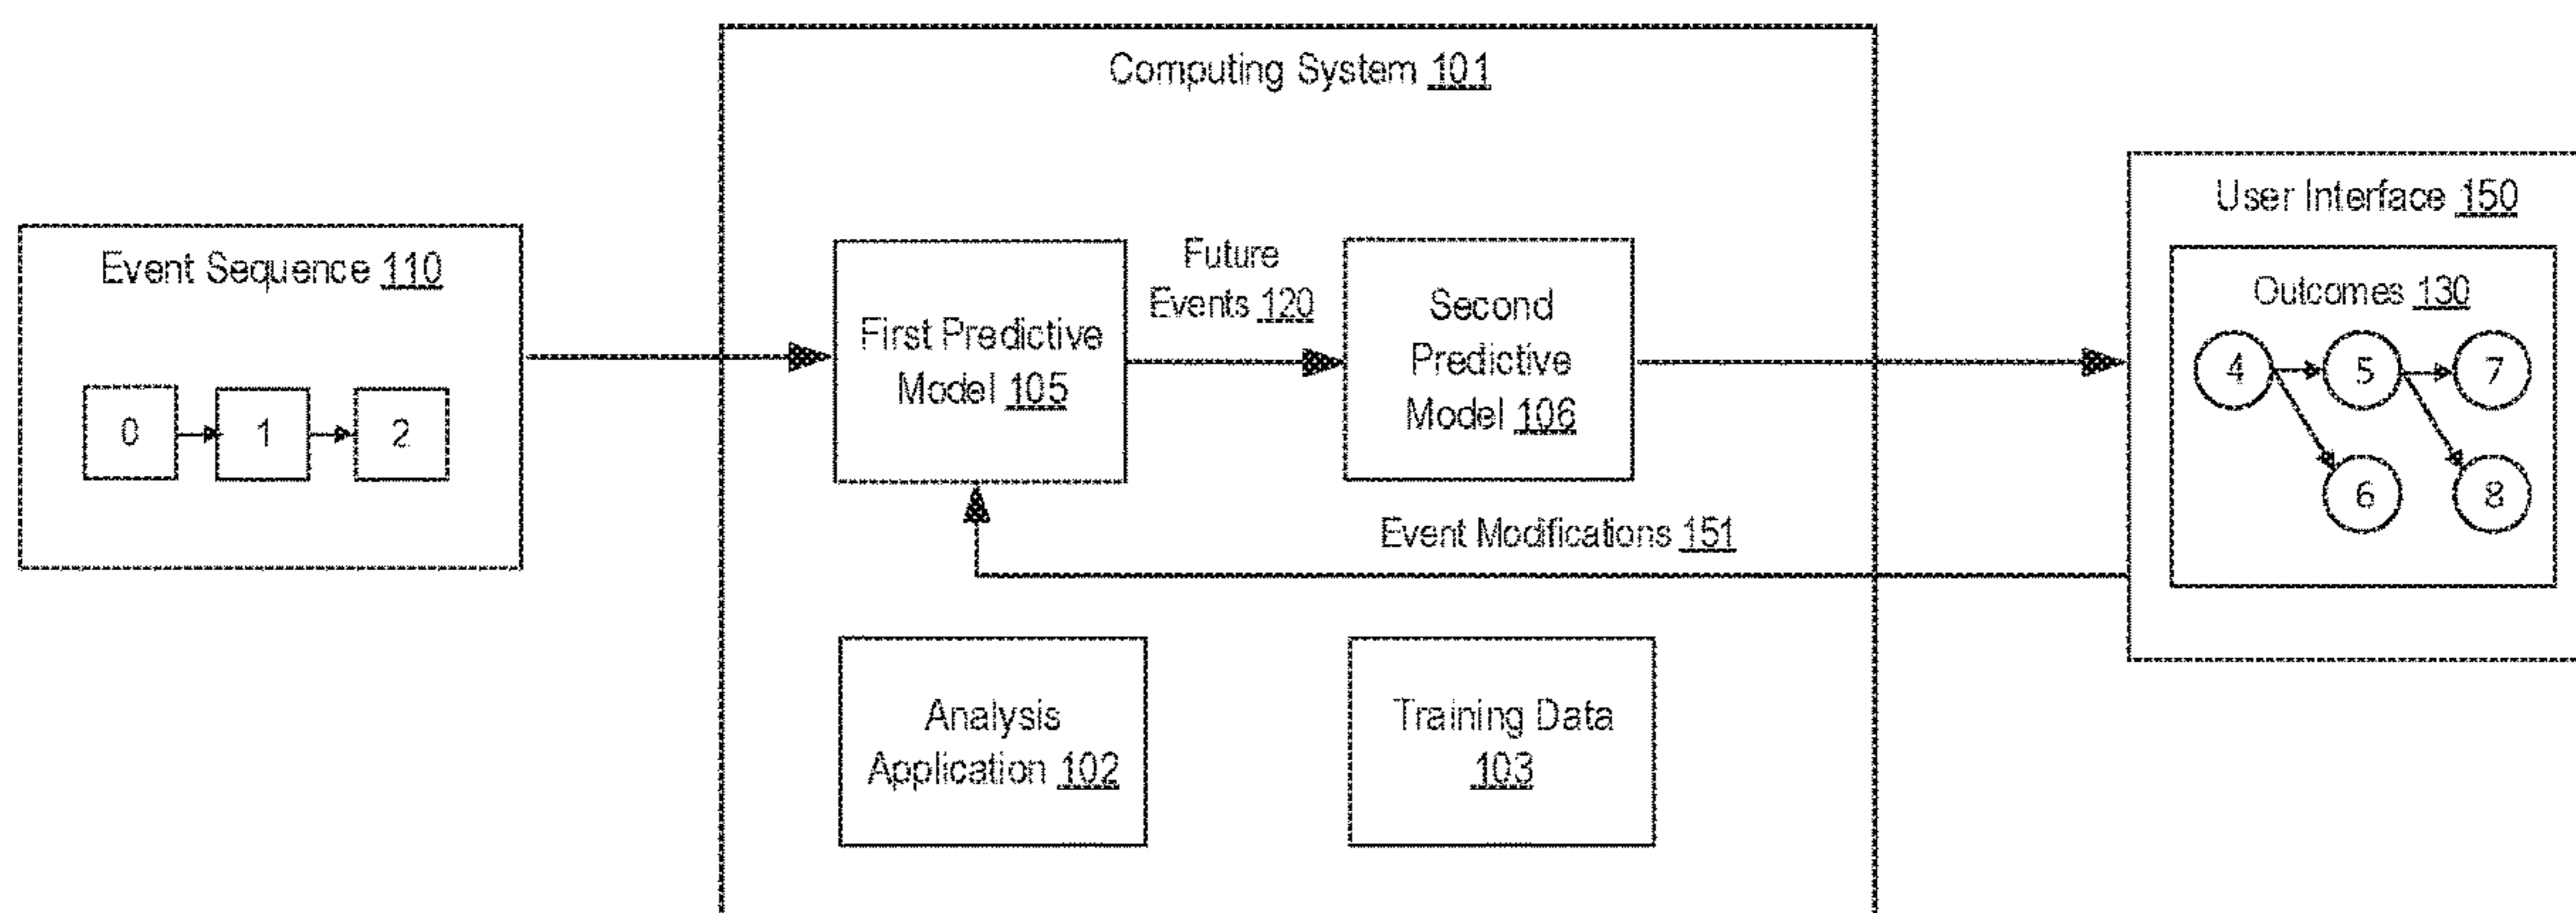 Computing System 101
Event Sequence 110
0
1
2
First Predictive
Model 105
Future
Events 120
Second
Predictive
Model 106
Event Modifications 151
Analysis
Application 102
Training Data
103
User Interface 150
Outcomes 130
4
5
7
6
8